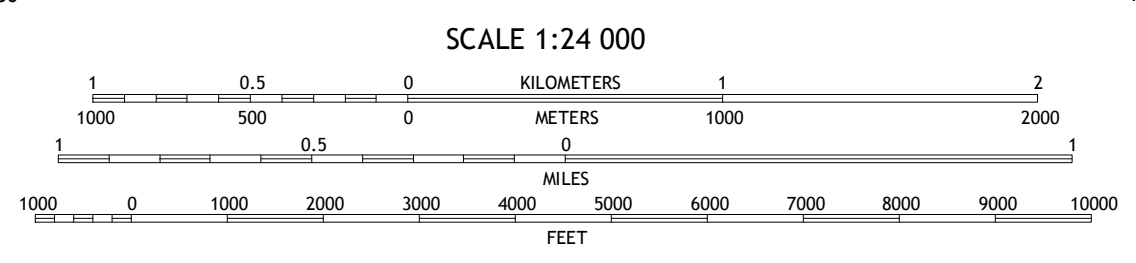 SCALE 1:24 000
1 0.5 0 KILOMETERS 1 2
1000 500 0 METERS 1000 2000
1 0.5 0 1
MILES
1000 0 1000 2000 3000 4000 5000 6000 7000 8000 9000 10000
FEET